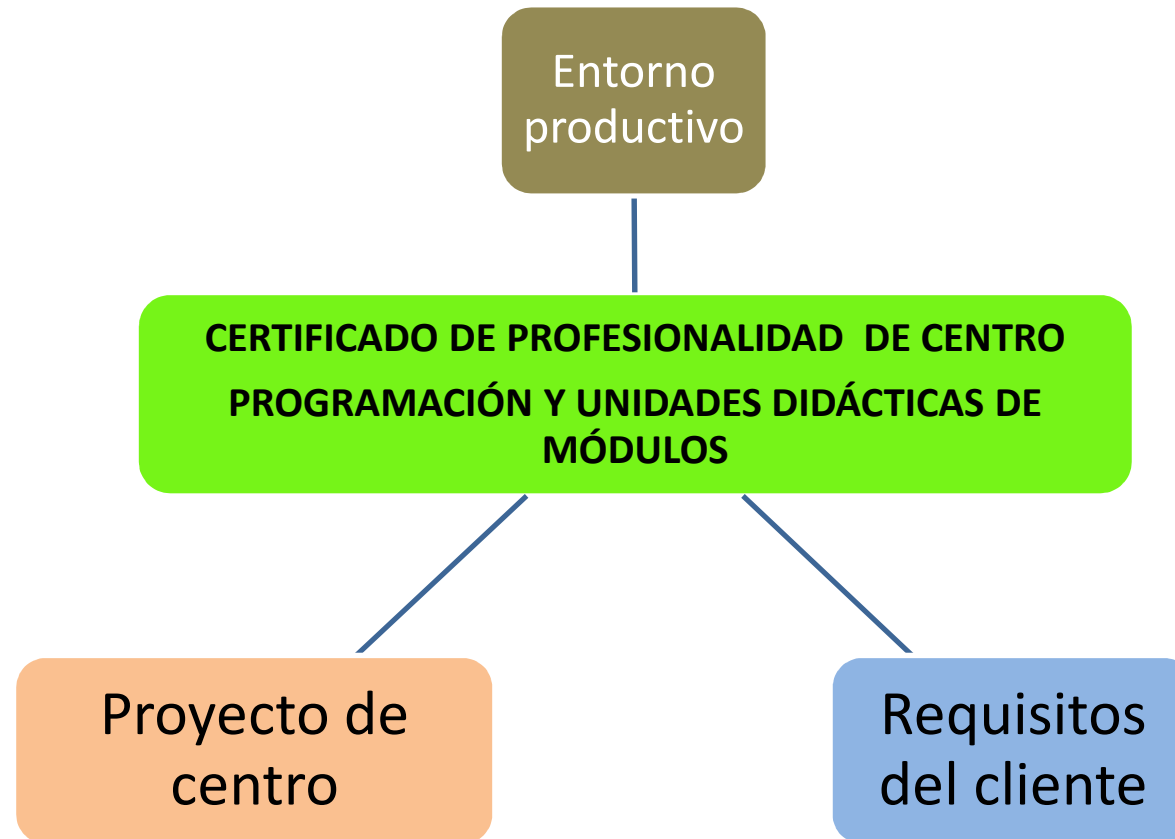 Entorno
productivo
CERTIFICADO DE PROFESIONALIDAD  DE CENTRO
PROGRAMACIÓN Y UNIDADES DIDÁCTICAS DE
MÓDULOS
Proyecto de
centro
Requisitos
del cliente